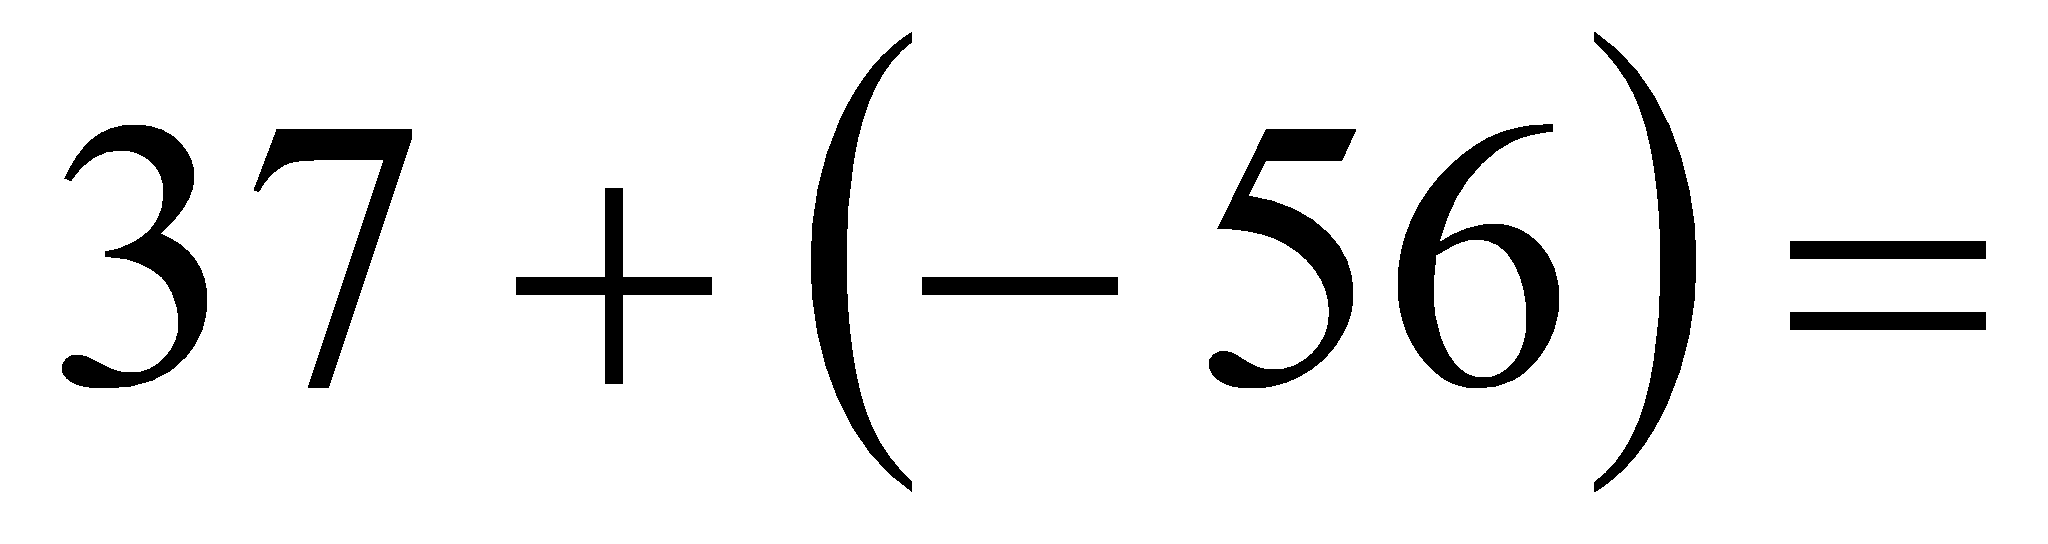 37 + (− 56) =